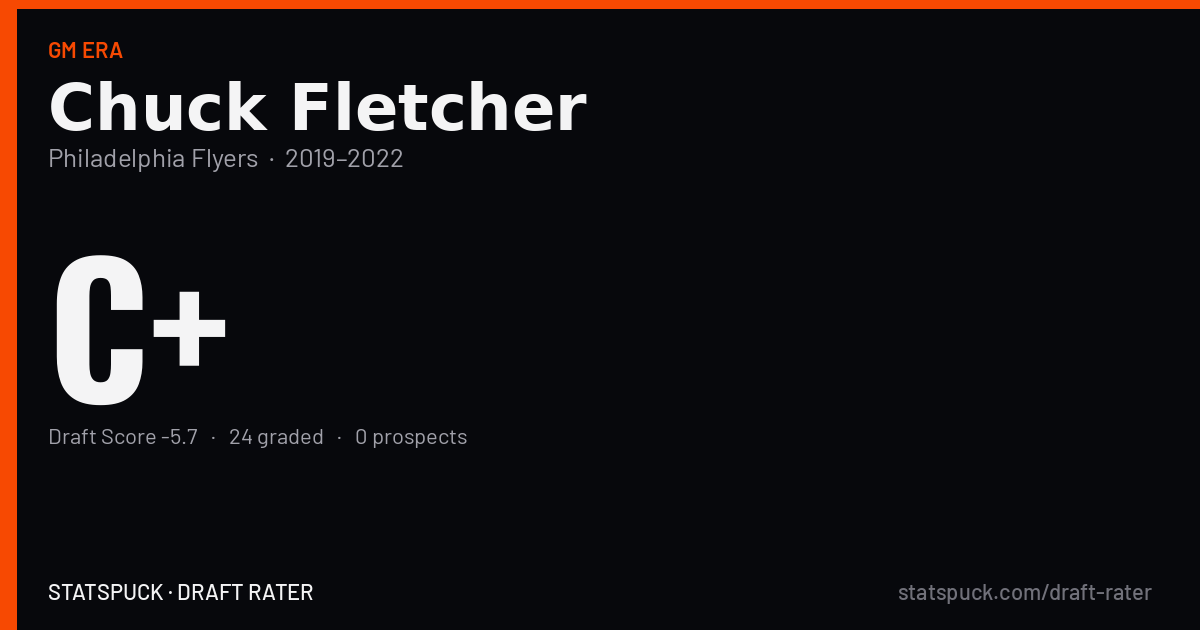 GM ERA
Chuck Fletcher
Philadelphia Flyers · 2019–2022
C+
Draft Score -5.7 · 24 graded · 0 prospects
STATSPUCK · DRAFT RATER
statspuck.com/draft-rater